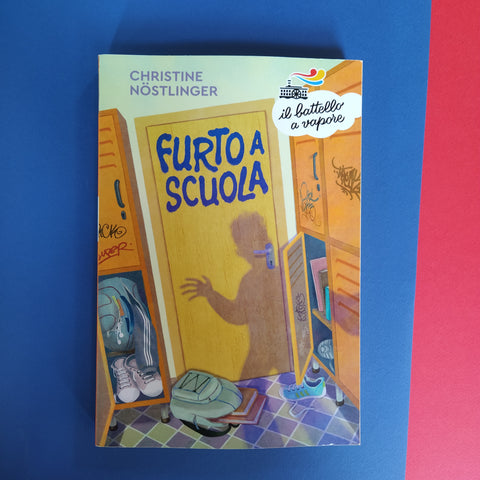 CHRISTINE
NÖSTLINGER
il battello
a vapore
FURTO A
SCUOLA